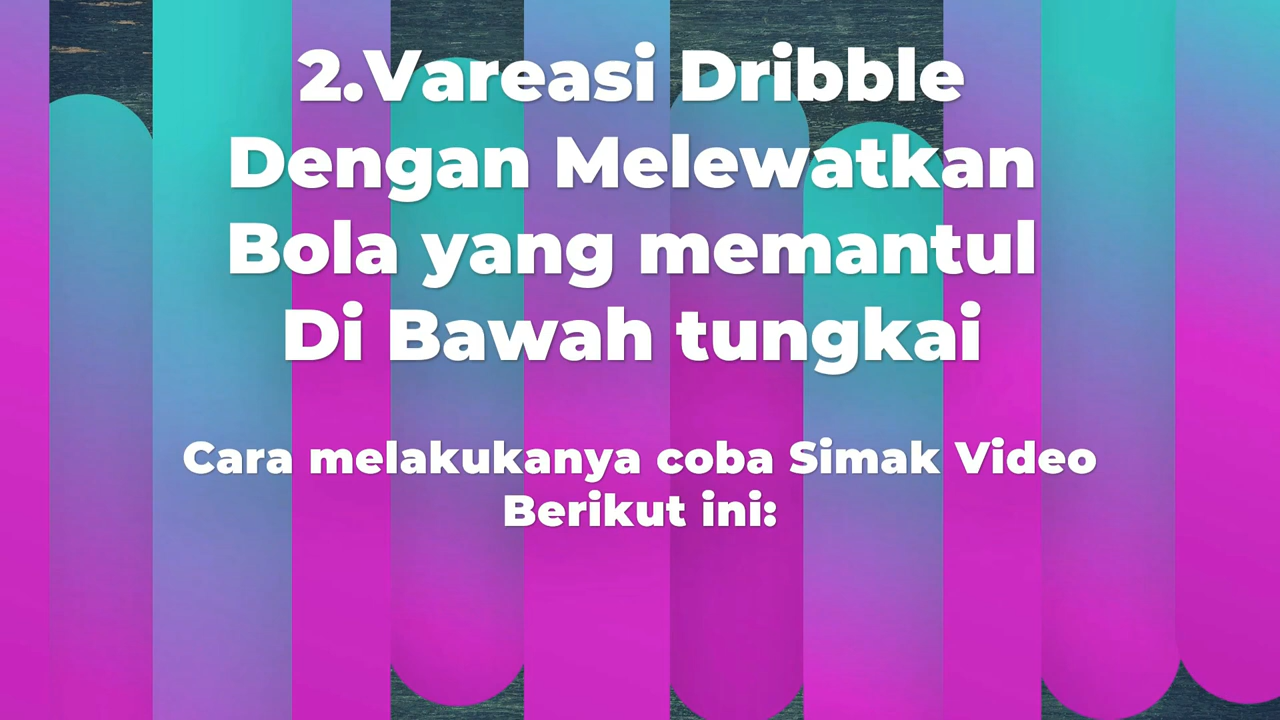 2.Vareasi Dribble
Dengan Melewatkan
Bola yang memantul
Di Bawah tungkai
Cara melakukanya coba Simak Video
Berikut ini: